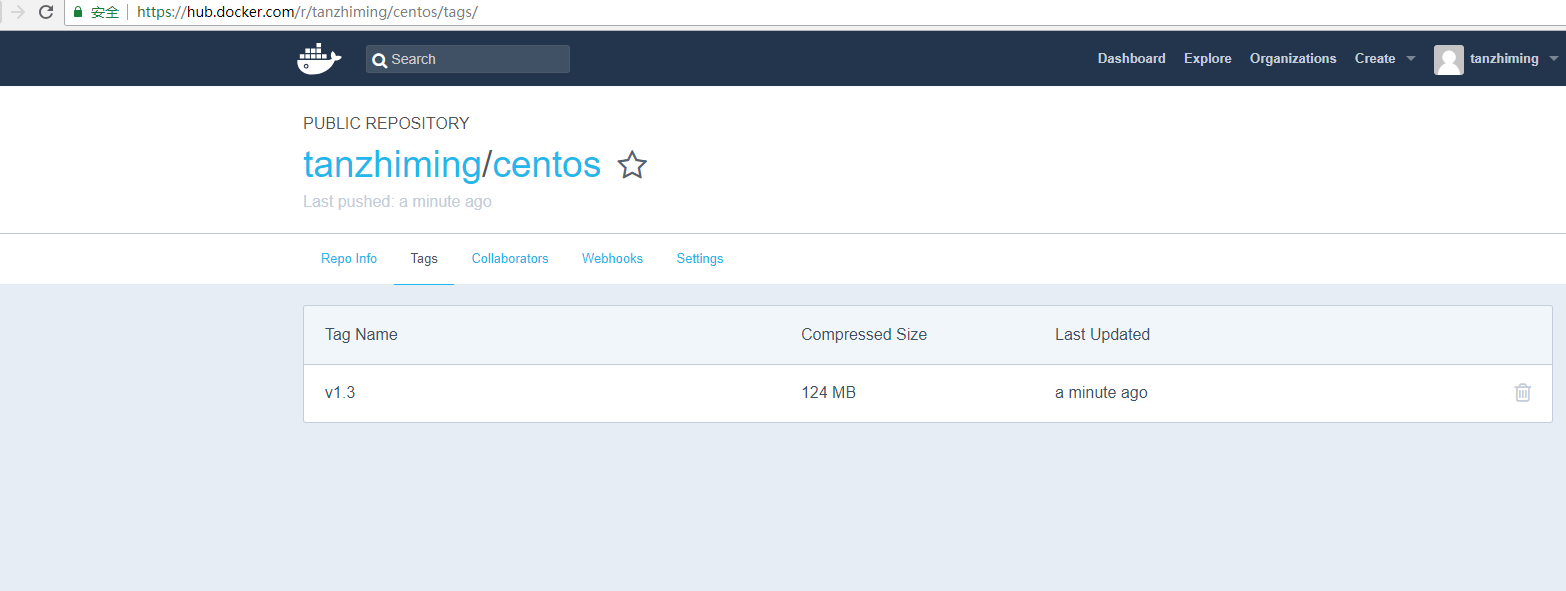 安全 https://hub.docker.com/r/tanzhiming/centos/tags/
Search Dashboard Explore Organizations Create tanzhiming
PUBLIC REPOSITORY
tanzhiming/centos
Last pushed: a minute ago
Repo Info Tags Collaborators Webhooks Settings
Tag Name Compressed Size Last Updated
v1.3 124 MB a minute ago